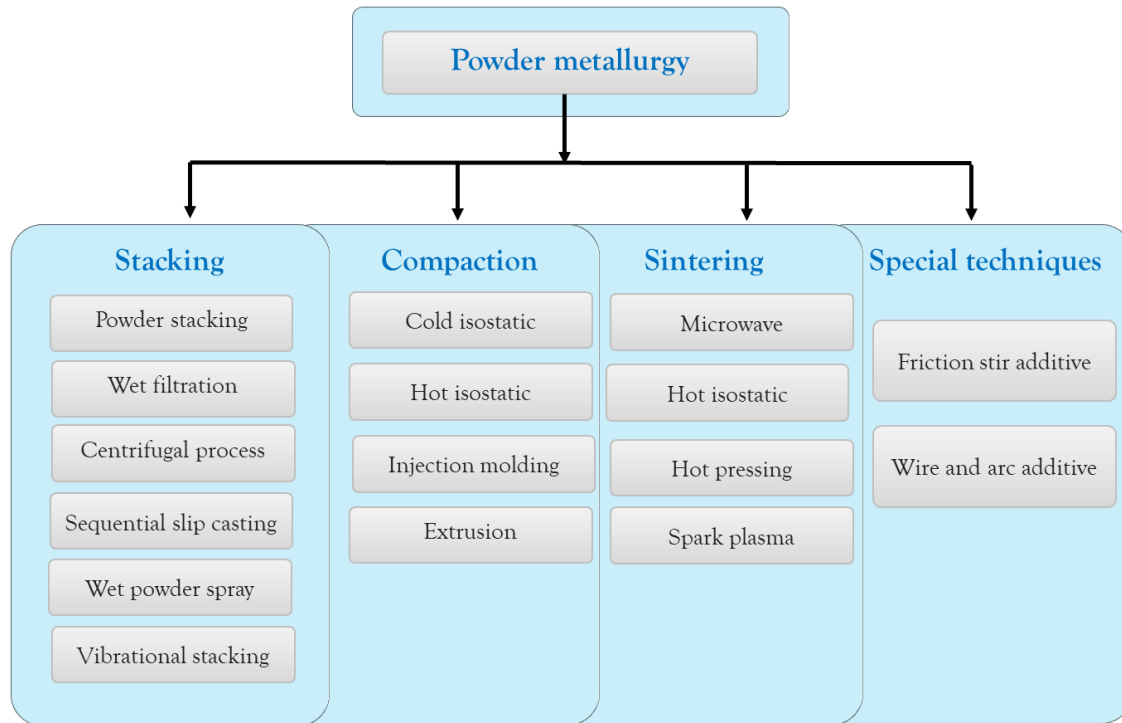 Powder metallurgy
Stacking
Powder stacking
Wet filtration
Centrifugal process
Sequential slip casting
Wet powder spray
Vibrational stacking
Compaction
Cold isostatic
Hot isostatic
Injection molding
Extrusion
Sintering
Microwave
Hot isostatic
Hot pressing
Spark plasma
Special techniques
Friction stir additive
Wire and arc additive